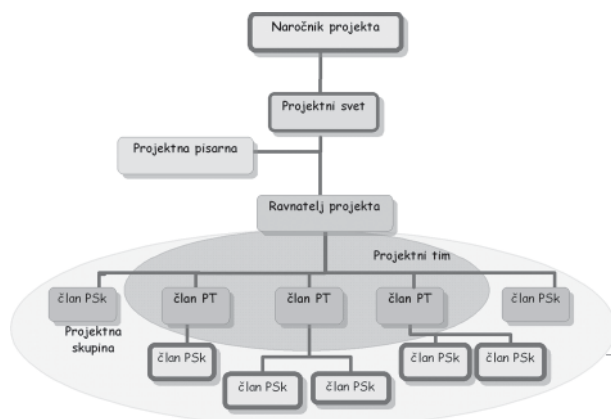 Naročnik projekta
Projektni svet
Projektna pisarna
Ravnatelj projekta
Projektni tim
član PSk
član PT
član PT
član PT
član PSk
Projektna
skupina
član PSk
član PSk
član PSk
član PSk
član PSk